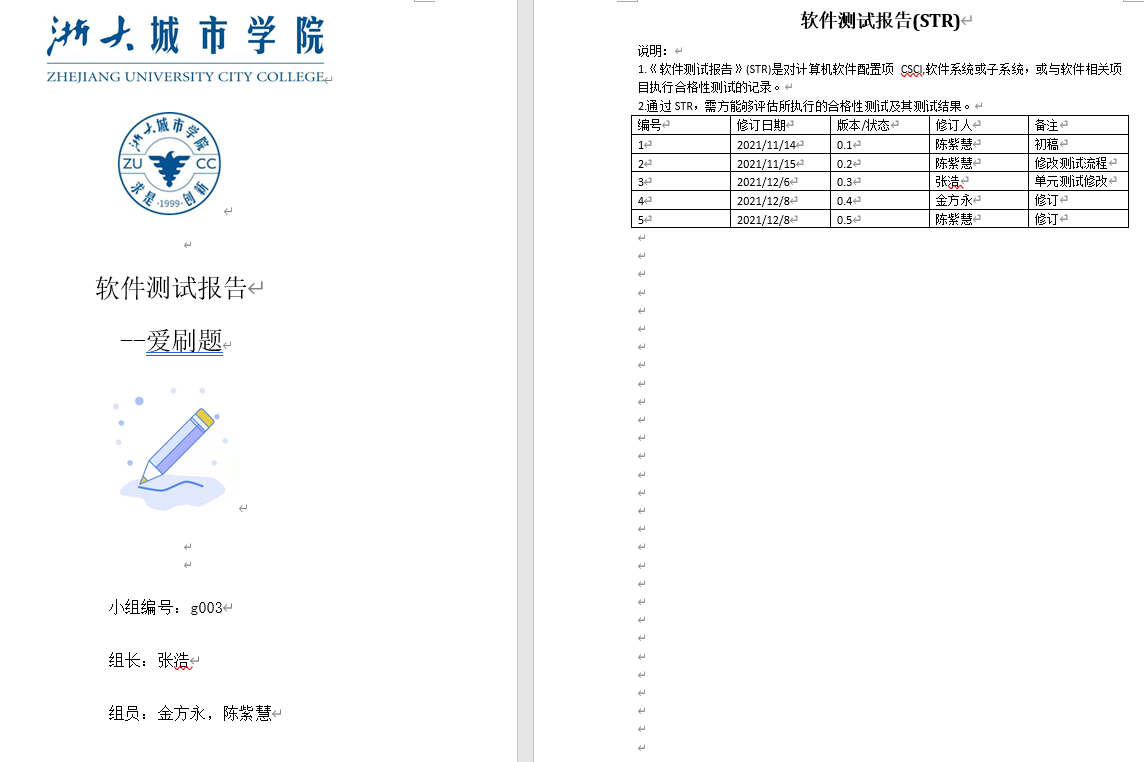 浙大城市学院
ZHEJIANG UNIVERSITY CITY COLLEGE
浙大城市学院
ZU CC
求是·1999·创新
软件测试报告
--爱刷题
小组编号：g003
组长：张浩
组员：金方永，陈紫慧
软件测试报告(STR)
说明：
1.《软件测试报告》(STR)是对计算机软件配置项 CSCI,软件系统或子系统，或与软件相关项
目执行合格性测试的记录。
2.通过 STR，需方能够评估所执行的合格性测试及其测试结果。
编号 修订日期 版本/状态 修订人 备注
1 2021/11/14 0.1 陈紫慧 初稿
2 2021/11/15 0.2 陈紫慧 修改测试流程
3 2021/12/6 0.3 张浩 单元测试修改
4 2021/12/8 0.4 金方永 修订
5 2021/12/8 0.5 陈紫慧 修订